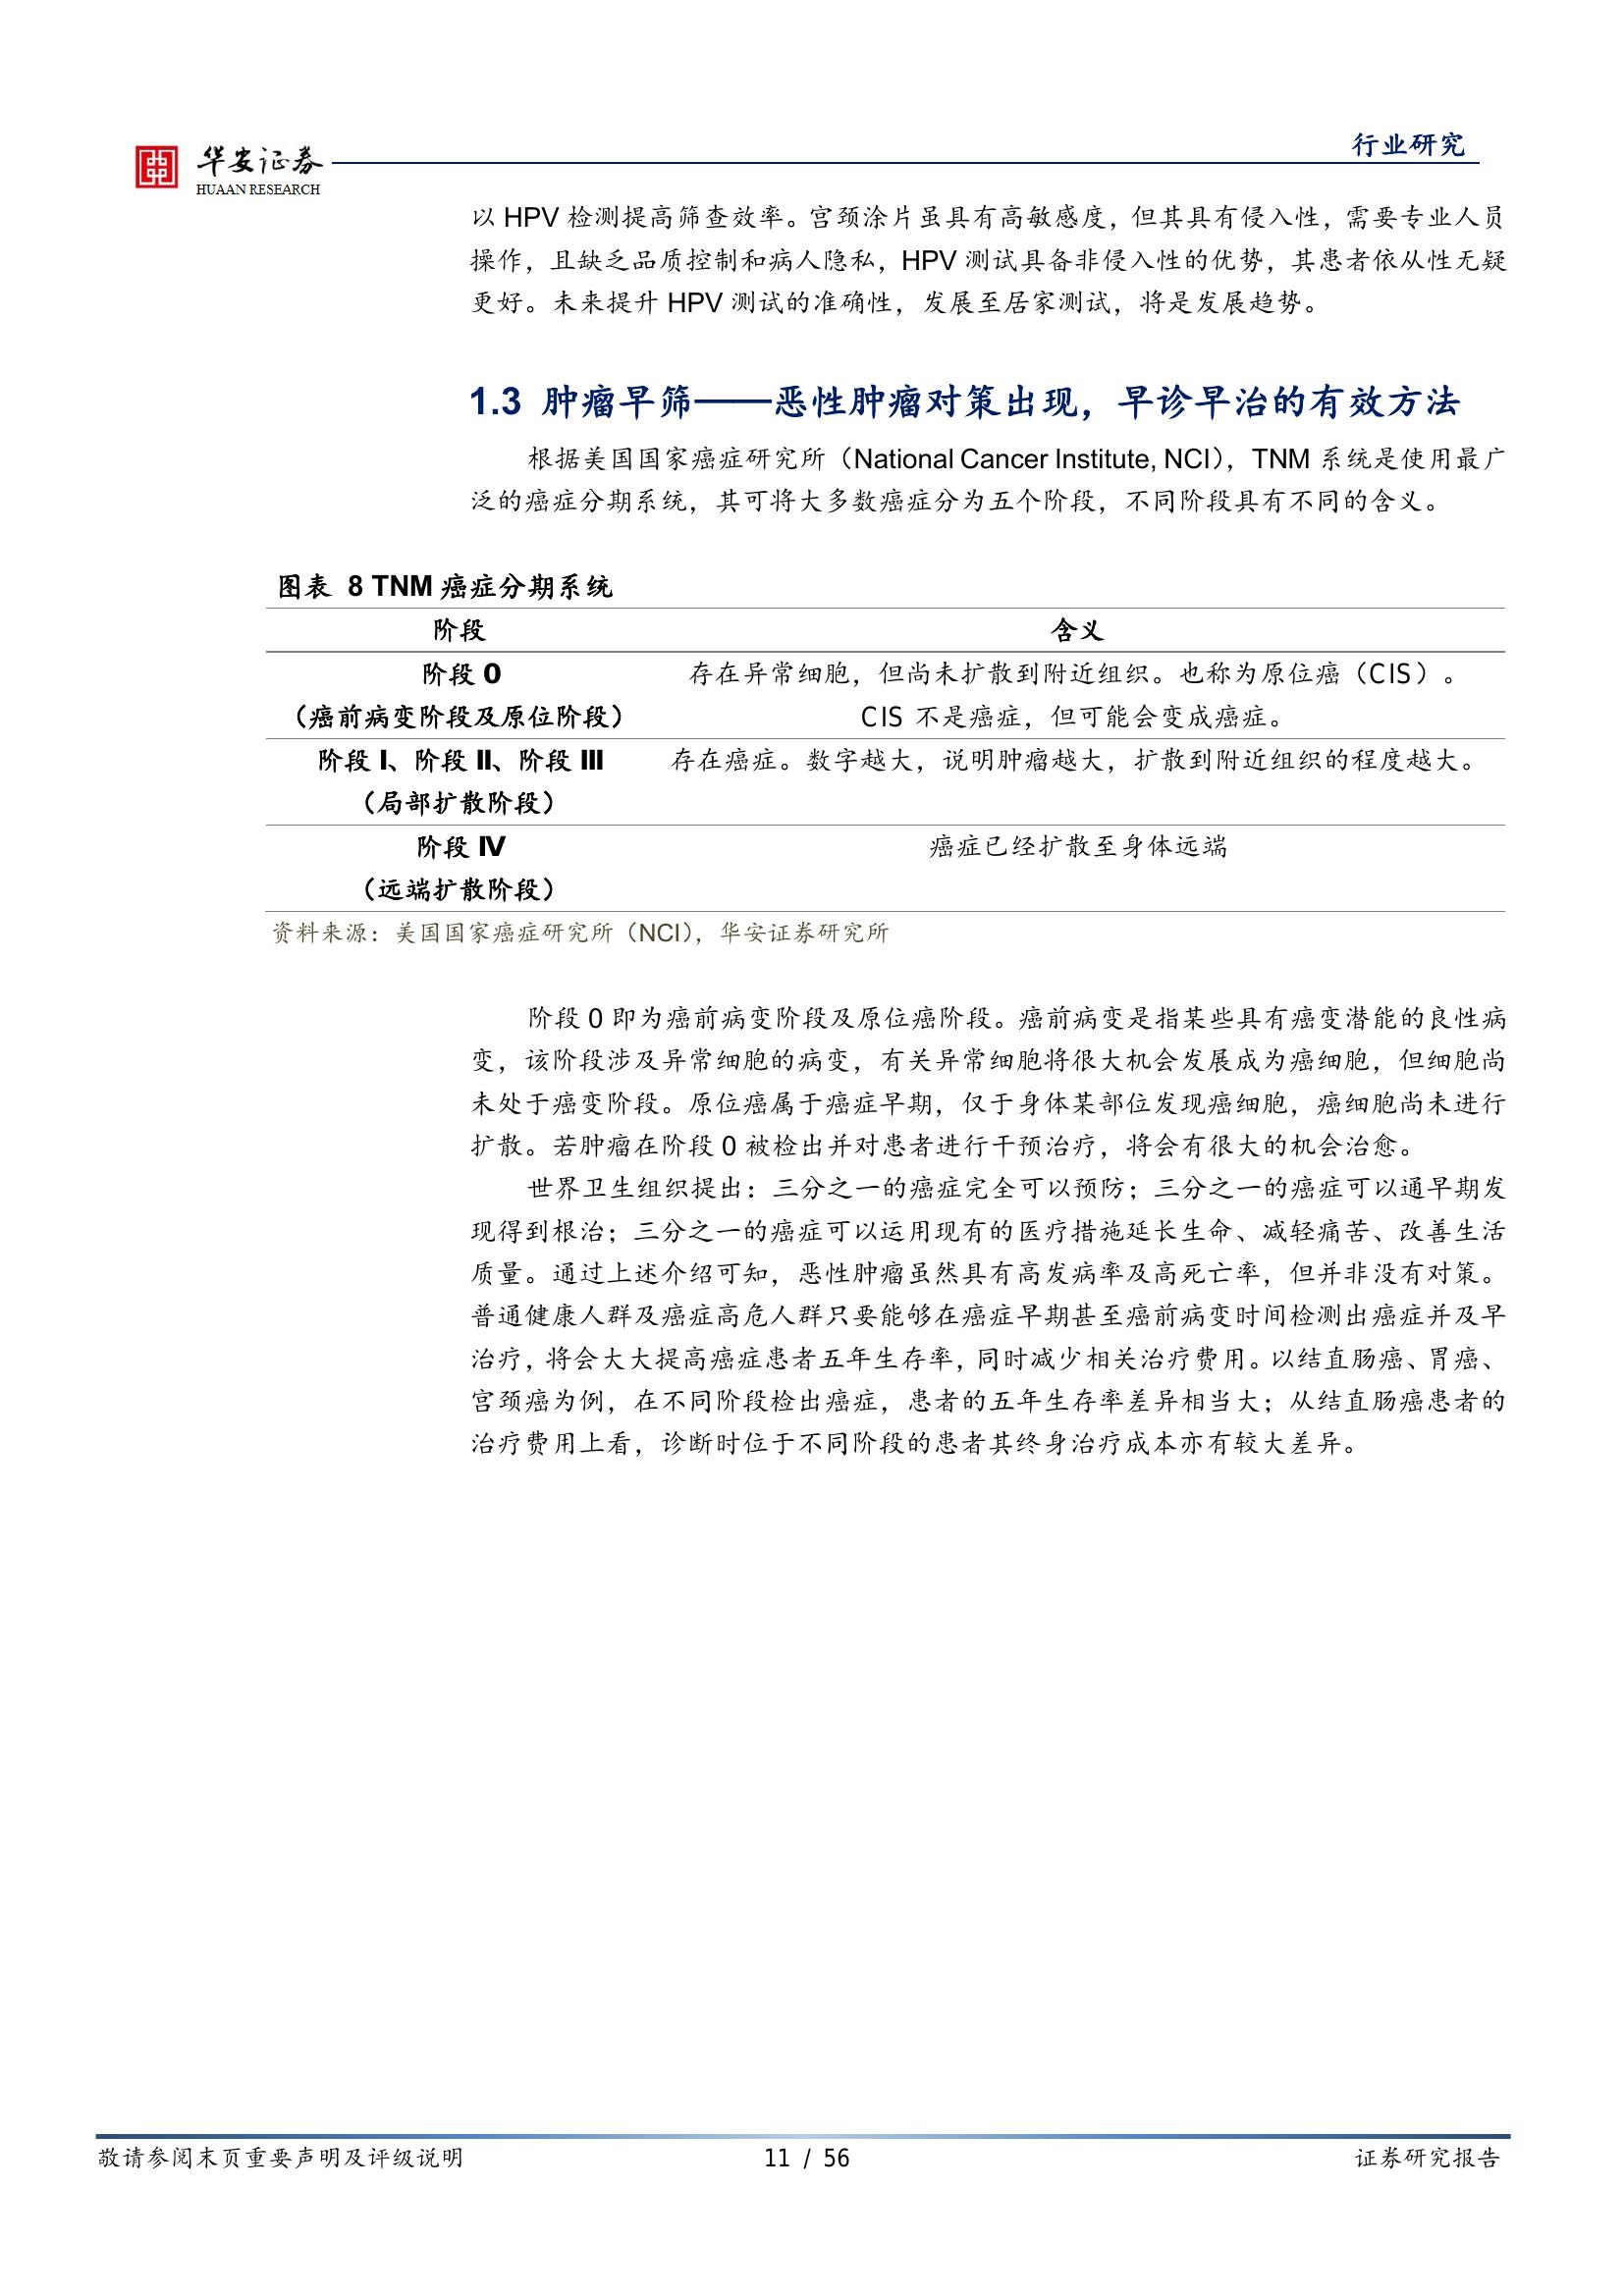 华安证券
HUAAN RESEARCH
行业研究
以 HPV 检测提高筛查效率。宫颈涂片虽具有高敏感度，但其具有侵入性，需要专业人员
操作，且缺乏品质控制和病人隐私，HPV 测试具备非侵入性的优势，其患者依从性无疑
更好。未来提升 HPV 测试的准确性，发展至居家测试，将是发展趋势。
1.3 肿瘤早筛——恶性肿瘤对策出现，早诊早治的有效方法
根据美国国家癌症研究所（National Cancer Institute, NCI），TNM 系统是使用最广
泛的癌症分期系统，其可将大多数癌症分为五个阶段，不同阶段具有不同的含义。
图表 8 TNM 癌症分期系统
阶段 含义
阶段 0 存在异常细胞，但尚未扩散到附近组织。也称为原位癌（CIS）。
（癌前病变阶段及原位阶段） CIS 不是癌症，但可能会变成癌症。
阶段 Ⅰ、阶段 Ⅱ、阶段 Ⅲ 存在癌症。数字越大，说明肿瘤越大，扩散到附近组织的程度越大。
（局部扩散阶段）
阶段 Ⅳ 癌症已经扩散至身体远端
（远端扩散阶段）
资料来源：美国国家癌症研究所（NCI），华安证券研究所
阶段 0 即为癌前病变阶段及原位癌阶段。癌前病变是指某些具有癌变潜能的良性病
变，该阶段涉及异常细胞的病变，有关异常细胞将很大机会发展成为癌细胞，但细胞尚
未处于癌变阶段。原位癌属于癌症早期，仅于身体某部位发现癌细胞，癌细胞尚未进行
扩散。若肿瘤在阶段 0 被检出并对患者进行干预治疗，将会有很大的机会治愈。
世界卫生组织提出：三分之一的癌症完全可以预防；三分之一的癌症可以通早期发
现得到根治；三分之一的癌症可以运用现有的医疗措施延长生命、减轻痛苦、改善生活
质量。通过上述介绍可知，恶性肿瘤虽然具有高发病率及高死亡率，但并非没有对策。
普通健康人群及癌症高危人群只要能够在癌症早期甚至癌前病变时间检测出癌症并及早
治疗，将会大大提高癌症患者五年生存率，同时减少相关治疗费用。以结直肠癌、胃癌、
宫颈癌为例，在不同阶段检出癌症，患者的五年生存率差异相当大；从结直肠癌患者的
治疗费用上看，诊断时位于不同阶段的患者其终身治疗成本亦有较大差异。
敬请参阅末页重要声明及评级说明 11 / 56 证券研究报告